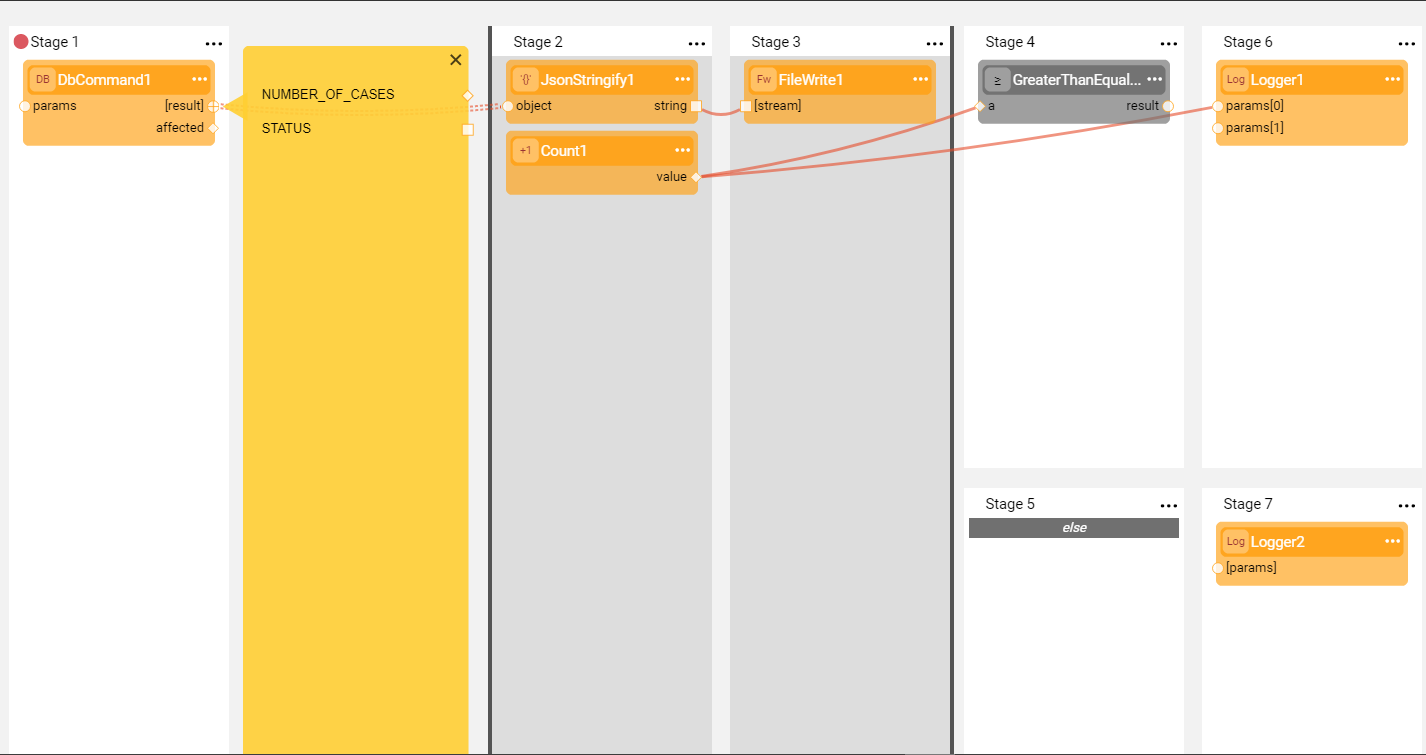 Stage 1
DB DbCommand1
params [result]
affected
NUMBER_OF_CASES
STATUS
Stage 2
'{}' JsonStringify1
object string
+1 Count1
value
Stage 3
Fw FileWrite1
[stream]
Stage 4
≥ GreaterThanEqual...
a result
Stage 6
Log Logger1
params[0]
params[1]
Stage 5
else
Stage 7
Log Logger2
[params]